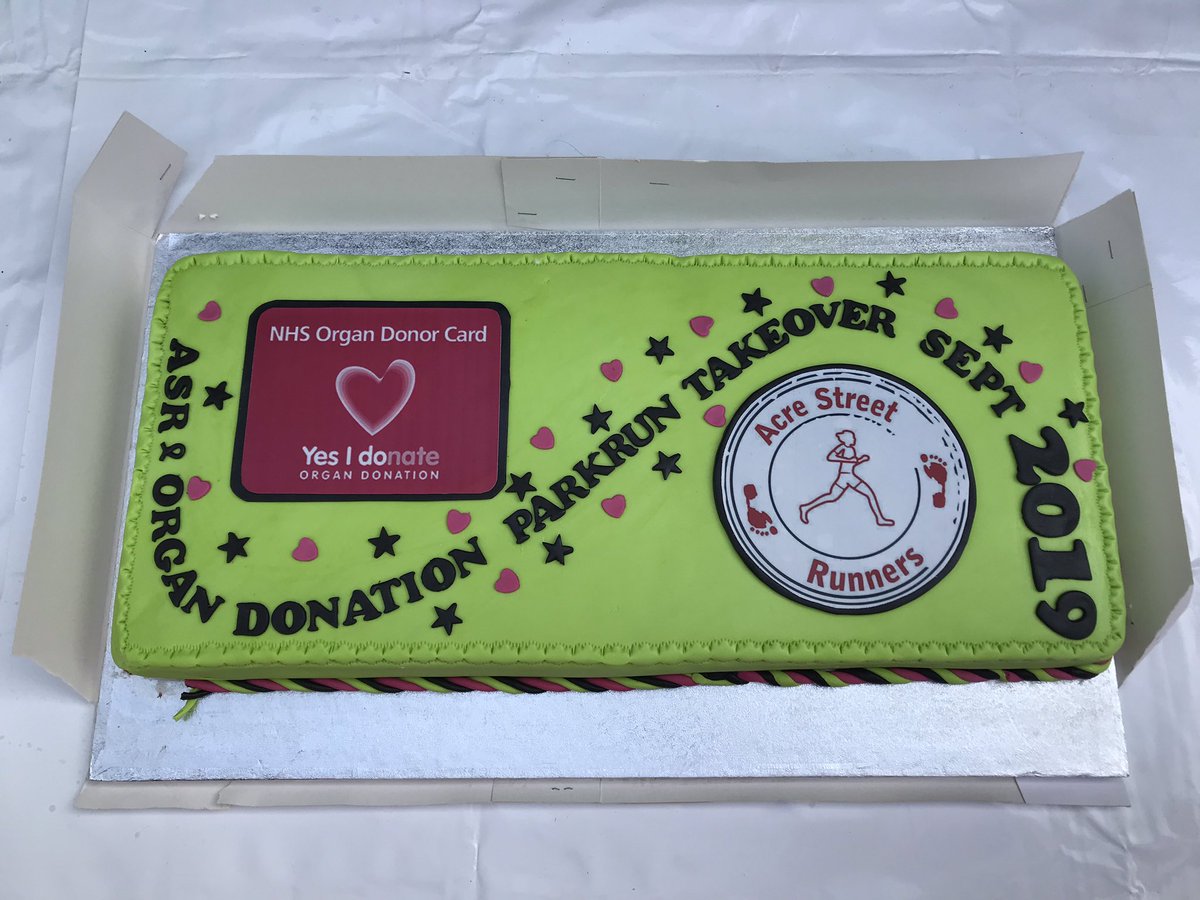 NHS Organ Donor Card
Yes I donate
ORGAN DONATION
ASR & ORGAN DONATION PARKRUN TAKEOVER SEPT 2019
Acre Street
Runners